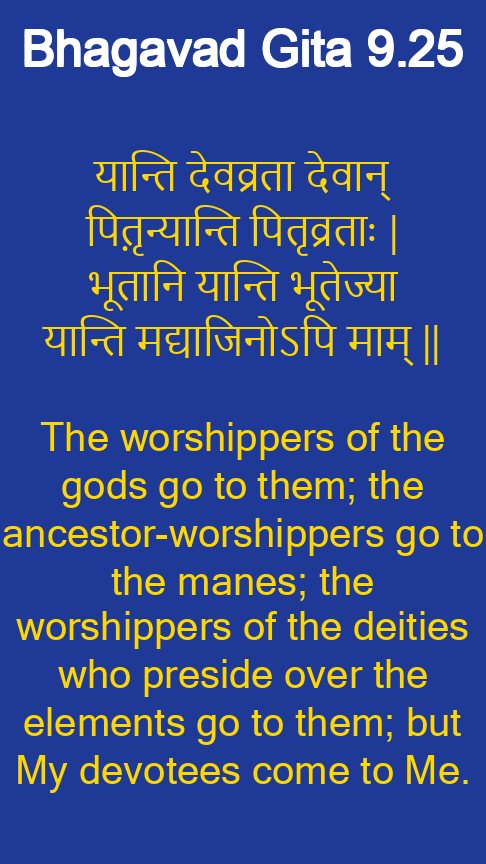 Bhagavad Gita 9.25
यान्ति देवव्रता देवान्
पितृ़न्यान्ति पितृव्रताः |
भूतानि यान्ति भूतेज्या
यान्ति मद्याजिनोऽपि माम् ||
The worshippers of the
gods go to them; the
ancestor-worshippers go to
the manes; the
worshippers of the deities
who preside over the
elements go to them; but
My devotees come to Me.